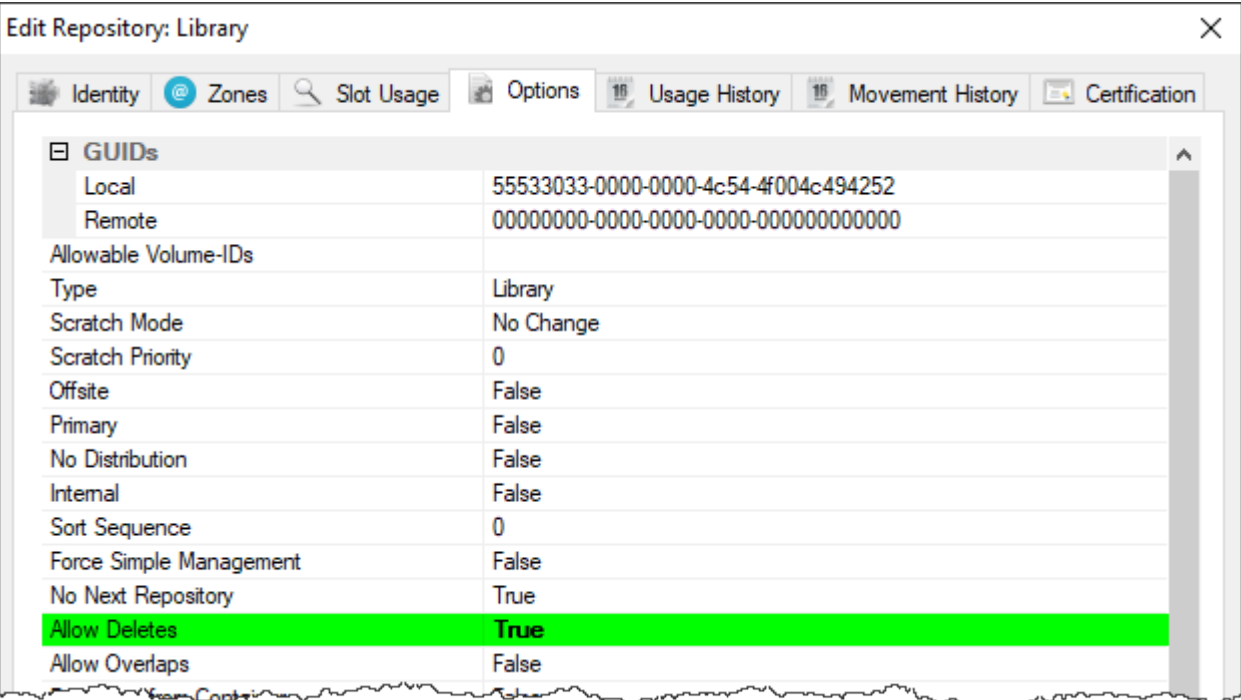 Edit Repository: Library
Identity Zones Slot Usage Options Usage History Movement History Certification
GUIDs
Local 55533033-0000-0000-4c54-4f004c494252
Remote 00000000-0000-0000-0000-000000000000
Allowable Volume-IDs
Type Library
Scratch Mode No Change
Scratch Priority 0
Offsite False
Primary False
No Distribution False
Internal False
Sort Sequence 0
Force Simple Management False
No Next Repository True
Allow Deletes True
Allow Overlaps False